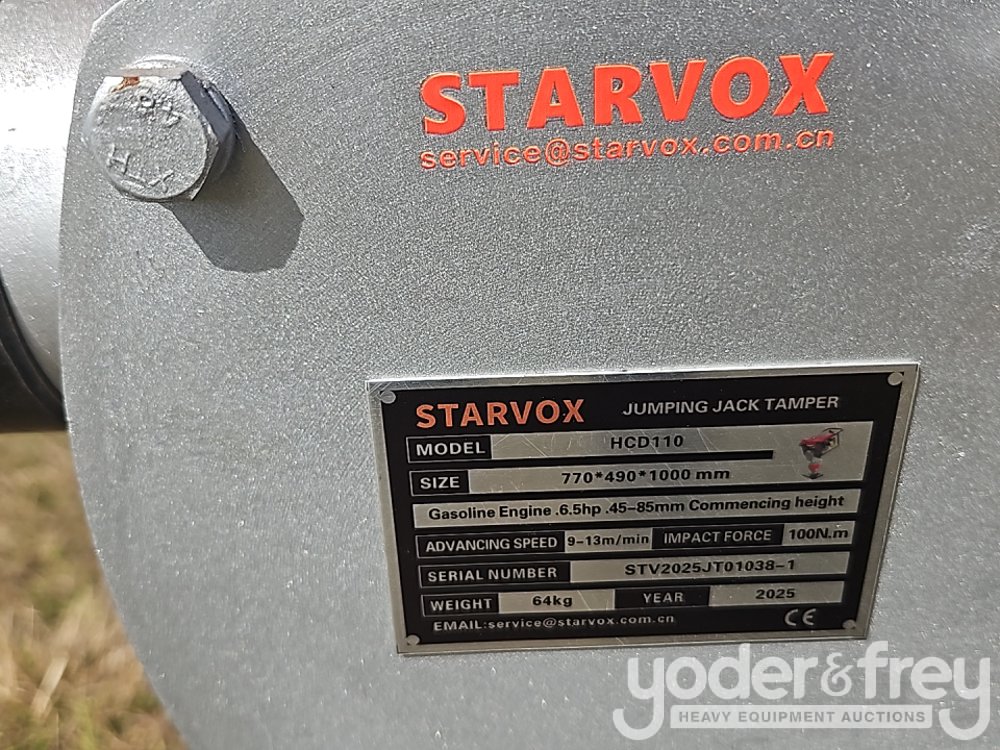 STARVOX
service@starvox.com.cn
STARVOX JUMPING JACK TAMPER
MODEL HCD110
SIZE 770*490*1000 mm
Gasoline Engine .6.5hp .45-85mm Commencing height
ADVANCING SPEED 9-13m/min IMPACT FORCE 100N.m
SERIAL NUMBER STV2025JT01038-1
WEIGHT 64kg YEAR 2025
EMAIL:service@starvox.com.cn CE
yoder&frey
HEAVY EQUIPMENT AUCTIONS